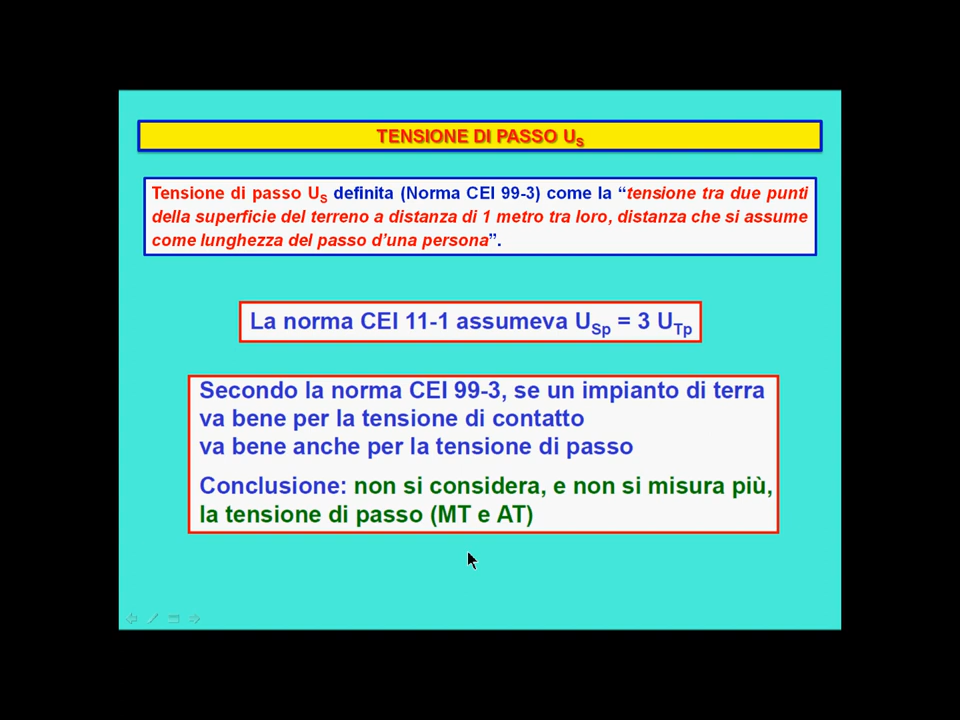 TENSIONE DI PASSO US
Tensione di passo US definita (Norma CEI 99-3) come la “tensione tra due punti
della superficie del terreno a distanza di 1 metro tra loro, distanza che si assume
come lunghezza del passo d’una persona”.
La norma CEI 11-1 assumeva USp = 3 UTp
Secondo la norma CEI 99-3, se un impianto di terra
va bene per la tensione di contatto
va bene anche per la tensione di passo
Conclusione: non si considera, e non si misura più,
la tensione di passo (MT e AT)